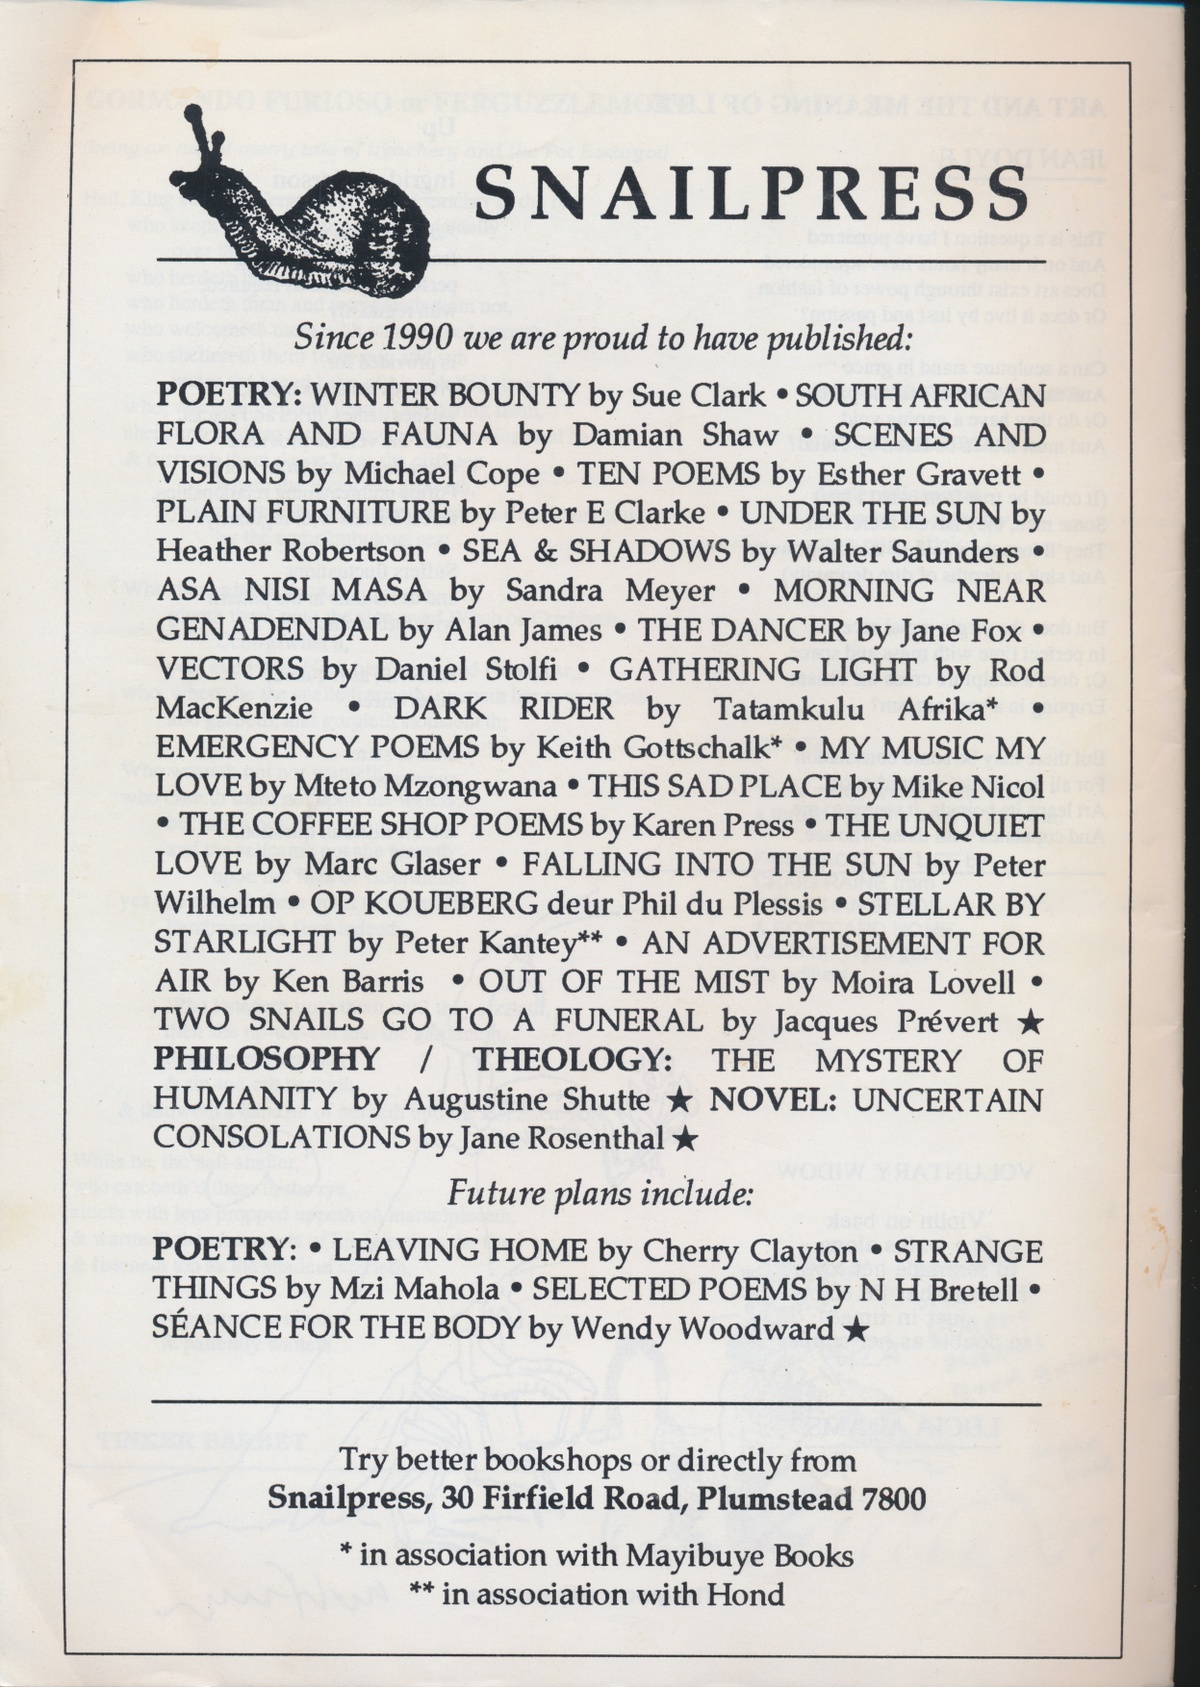 SNAILPRESS
Since 1990 we are proud to have published:
POETRY: WINTER BOUNTY by Sue Clark • SOUTH AFRICAN
FLORA AND FAUNA by Damian Shaw • SCENES AND
VISIONS by Michael Cope • TEN POEMS by Esther Gravett •
PLAIN FURNITURE by Peter E Clarke • UNDER THE SUN by
Heather Robertson • SEA & SHADOWS by Walter Saunders •
ASA NISI MASA by Sandra Meyer • MORNING NEAR
GENADENDAL by Alan James • THE DANCER by Jane Fox •
VECTORS by Daniel Stolfi • GATHERING LIGHT by Rod
MacKenzie • DARK RIDER by Tatamkulu Afrika* •
EMERGENCY POEMS by Keith Gottschalk* • MY MUSIC MY
LOVE by Mteto Mzongwana • THIS SAD PLACE by Mike Nicol
• THE COFFEE SHOP POEMS by Karen Press • THE UNQUIET
LOVE by Marc Glaser • FALLING INTO THE SUN by Peter
Wilhelm • OP KOUEBERG deur Phil du Plessis • STELLAR BY
STARLIGHT by Peter Kantey** • AN ADVERTISEMENT FOR
AIR by Ken Barris • OUT OF THE MIST by Moira Lovell •
TWO SNAILS GO TO A FUNERAL by Jacques Prévert ★
PHILOSOPHY / THEOLOGY: THE MYSTERY OF
HUMANITY by Augustine Shutte ★ NOVEL: UNCERTAIN
CONSOLATIONS by Jane Rosenthal ★
Future plans include:
POETRY: • LEAVING HOME by Cherry Clayton • STRANGE
THINGS by Mzi Mahola • SELECTED POEMS by N H Bretell •
SÉANCE FOR THE BODY by Wendy Woodward ★
Try better bookshops or directly from
Snailpress, 30 Firfield Road, Plumstead 7800
* in association with Mayibuye Books
** in association with Hond